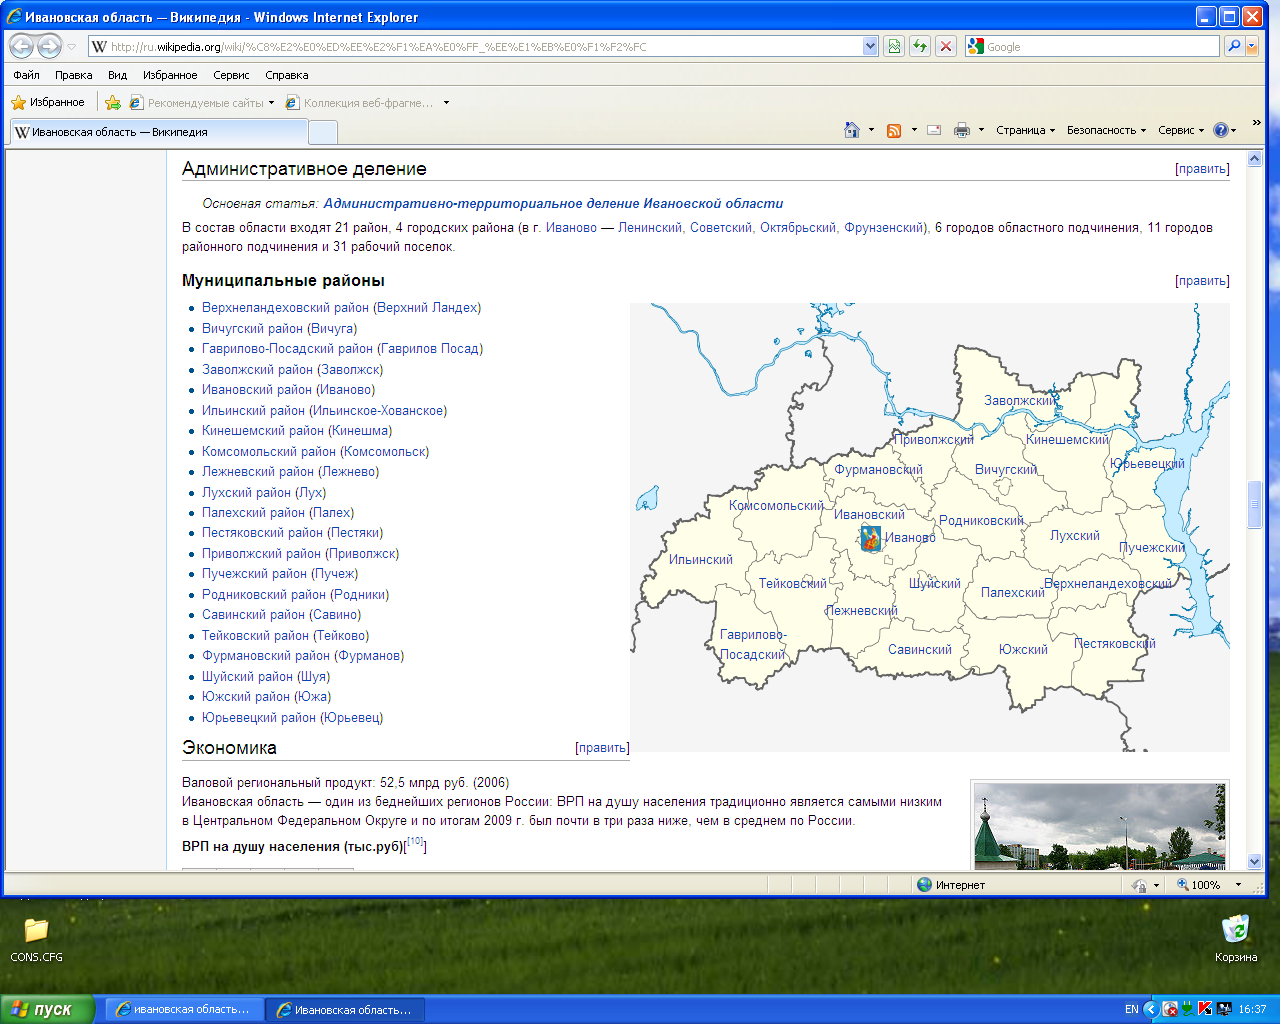 Ивановская область — Википедия - Windows Internet Explorer
http://ru.wikipedia.org/wiki/%C8%E2%E0%ED%EE%E2%F1%EA%E0%FF_%EE%E1%EB%E0%F1%F2%FC
Google
Файл Правка Вид Избранное Сервис Справка
Избранное Рекомендуемые сайты Коллекция веб-фрагме...
Ивановская область — Википедия
Страница Безопасность Сервис
Административное деление [править]
Основная статья: Административно-территориальное деление Ивановской области
В состав области входят 21 район, 4 городских района (в г. Иваново — Ленинский, Советский, Октябрьский, Фрунзенский), 6 городов областного подчинения, 11 городов
районного подчинения и 31 рабочий поселок.
Муниципальные районы [править]
Верхнеландеховский район (Верхний Ландех)
Вичугский район (Вичуга)
Гаврилово-Посадский район (Гаврилов Посад)
Заволжский район (Заволжск)
Ивановский район (Иваново)
Ильинский район (Ильинское-Хованское)
Кинешемский район (Кинешма)
Комсомольский район (Комсомольск)
Лежневский район (Лежнево)
Лухский район (Лух)
Палехский район (Палех)
Пестяковский район (Пестяки)
Приволжский район (Приволжск)
Пучежский район (Пучеж)
Родниковский район (Родники)
Савинский район (Савино)
Тейковский район (Тейково)
Фурмановский район (Фурманов)
Шуйский район (Шуя)
Южский район (Южа)
Юрьевецкий район (Юрьевец)
Заволжский
Приволжский
Кинешемский
Юрьевецкий
Фурмановский
Вичугский
Комсомольский
Ивановский
Родниковский
Иваново
Лухский
Пучежский
Ильинский
Тейковский
Шуйский
Палехский
Верхнеландеховский
Лежневский
Гаврилово-
Посадский
Савинский
Южский
Пестяковский
Экономика [править]
Валовой региональный продукт: 52,5 млрд руб. (2006)
Ивановская область — один из беднейших регионов России: ВРП на душу населения традиционно является самыми низким
в Центральном Федеральном Округе и по итогам 2009 г. был почти в три раза ниже, чем в среднем по России.
ВРП на душу населения (тыс.руб)[[10]]
Интернет
100%
CONS.CFG
Корзина
пуск
ивановская область...
Ивановская область...
EN
16:37